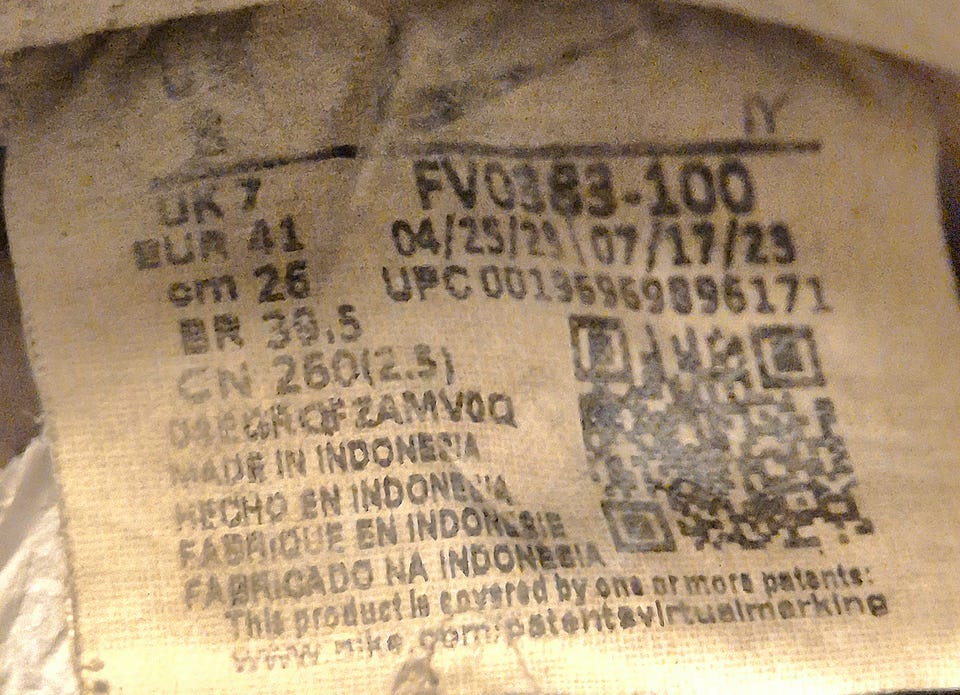 8
UK 7
EUR 41
cm 26
BR 39,5
CN 260(2.5)
MADE IN INDONESIA
HECHO EN INDONESIA
FABRIQUE EN INDONESIE
FABRICADO NA INDONESIA
FV0383-100
04/25/23\07/17/23
UPC 00196969896171
This product is covered by one or more patents:
www.nike.com/patentsvirtualmarking